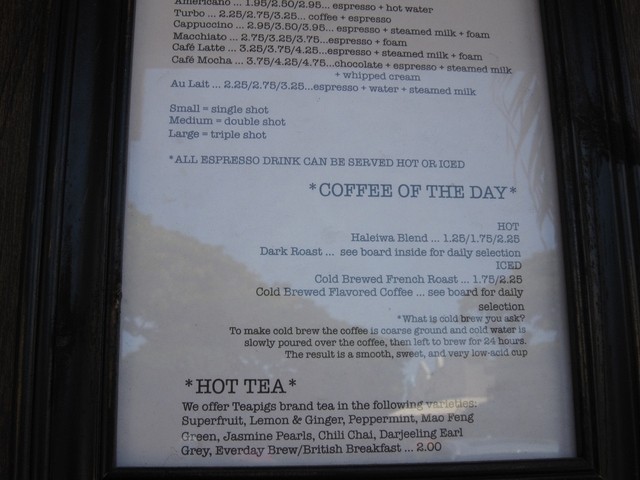 Americano ... 1.95/2.50/2.95... espresso + hot water
Turbo ... 2.25/2.75/3.25... coffee + espresso
Cappuccino ... 2.95/3.50/3.95... espresso + steamed milk + foam
Macchiato ... 2.75/3.25/3.75...espresso + foam
Café Latte ... 3.25/3.75/4.25...espresso + steamed milk + foam
Café Mocha ... 3.75/4.25/4.75...chocolate + espresso + steamed milk
+ whipped cream
Au Lait ... 2.25/2.75/3.25...espresso + water + steamed milk
Small = single shot
Medium = double shot
Large = triple shot
*ALL ESPRESSO DRINK CAN BE SERVED HOT OR ICED
*COFFEE OF THE DAY*
HOT
Haleiwa Blend ... 1.25/1.75/2.25
Dark Roast ... see board inside for daily selection
ICED
Cold Brewed French Roast ... 1.75/2.25
Cold Brewed Flavored Coffee ... see board for daily
selection
*What is cold brew you ask?
To make cold brew the coffee is coarse ground and cold water is
slowly poured over the coffee, then left to brew for 24 hours.
The result is a smooth, sweet, and very low-acid cup
*HOT TEA*
We offer Teapigs brand tea in the following varieties:
Superfruit, Lemon & Ginger, Peppermint, Mao Feng
Green, Jasmine Pearls, Chili Chai, Darjeeling Earl
Grey, Everday Brew/British Breakfast ... 2.00